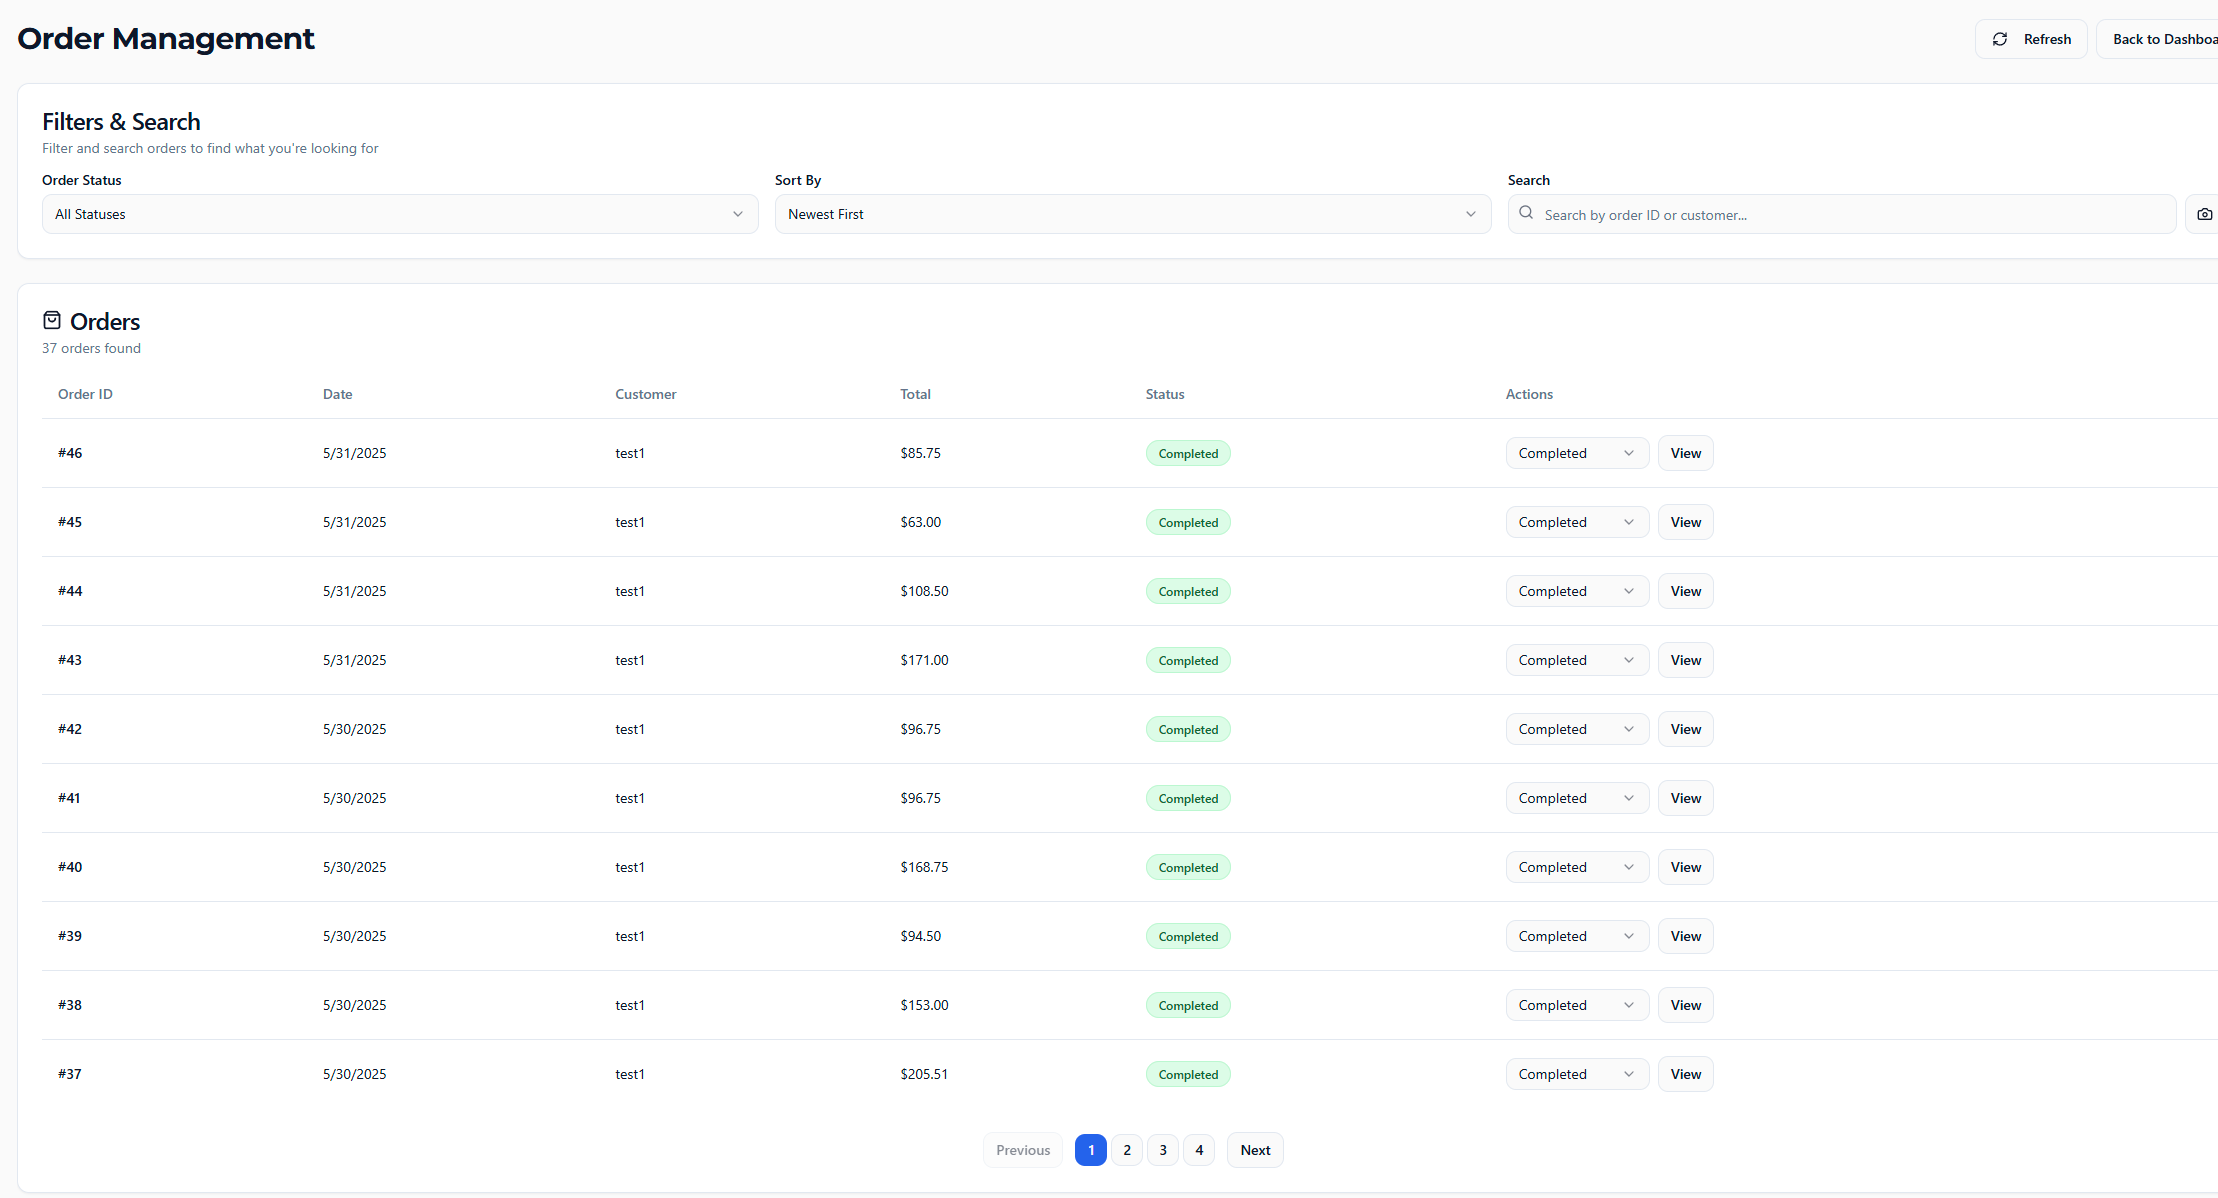 Order Management
Refresh
Back to Dashboa
Filters & Search
Filter and search orders to find what you're looking for
Order Status
Sort By
Search
All Statuses
Newest First
Search by order ID or customer...
Orders
37 orders found
Order ID Date Customer Total Status Actions
#46 5/31/2025 test1 $85.75 Completed Completed View
#45 5/31/2025 test1 $63.00 Completed Completed View
#44 5/31/2025 test1 $108.50 Completed Completed View
#43 5/31/2025 test1 $171.00 Completed Completed View
#42 5/30/2025 test1 $96.75 Completed Completed View
#41 5/30/2025 test1 $96.75 Completed Completed View
#40 5/30/2025 test1 $168.75 Completed Completed View
#39 5/30/2025 test1 $94.50 Completed Completed View
#38 5/30/2025 test1 $153.00 Completed Completed View
#37 5/30/2025 test1 $205.51 Completed Completed View
Previous 1 2 3 4 Next